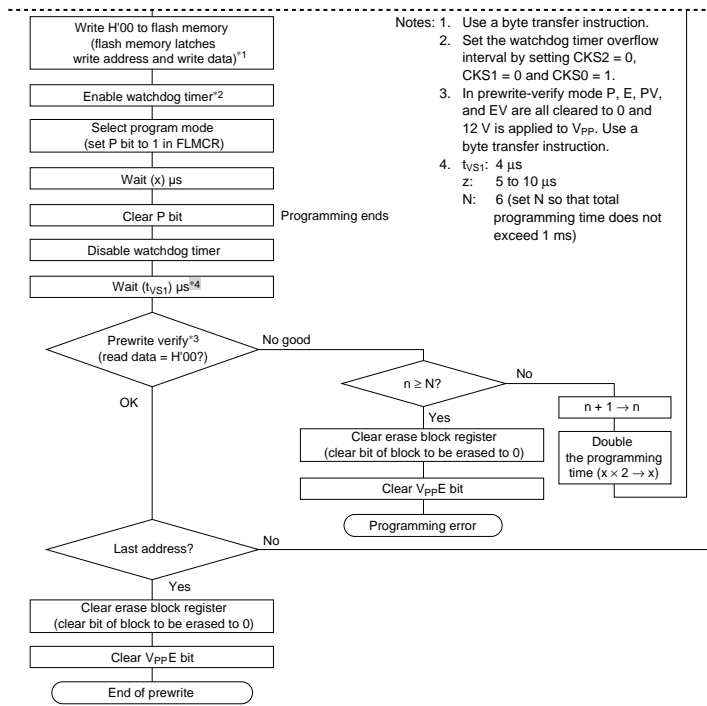 Write H'00 to flash memory
(flash memory latches
write address and write data)*1
Enable watchdog timer*2
Select program mode
(set P bit to 1 in FLMCR)
Wait (x) µs
Clear P bit
Programming ends
Disable watchdog timer
Wait (tVS1) µs*4
Notes: 1. Use a byte transfer instruction.
2. Set the watchdog timer overflow
interval by setting CKS2 = 0,
CKS1 = 0 and CKS0 = 1.
3. In prewrite-verify mode P, E, PV,
and EV are all cleared to 0 and
12 V is applied to VPP. Use a
byte transfer instruction.
4. tVS1: 4 µs
z: 5 to 10 µs
N: 6 (set N so that total
programming time does not
exceed 1 ms)
Prewrite verify*3
(read data = H'00?)
No good
OK
n ≥ N?
No
Yes
n + 1 → n
Double
the programming
time (x × 2 → x)
Clear erase block register
(clear bit of block to be erased to 0)
Clear VPPE bit
Programming error
Last address?
No
Yes
Clear erase block register
(clear bit of block to be erased to 0)
Clear VPPE bit
End of prewrite